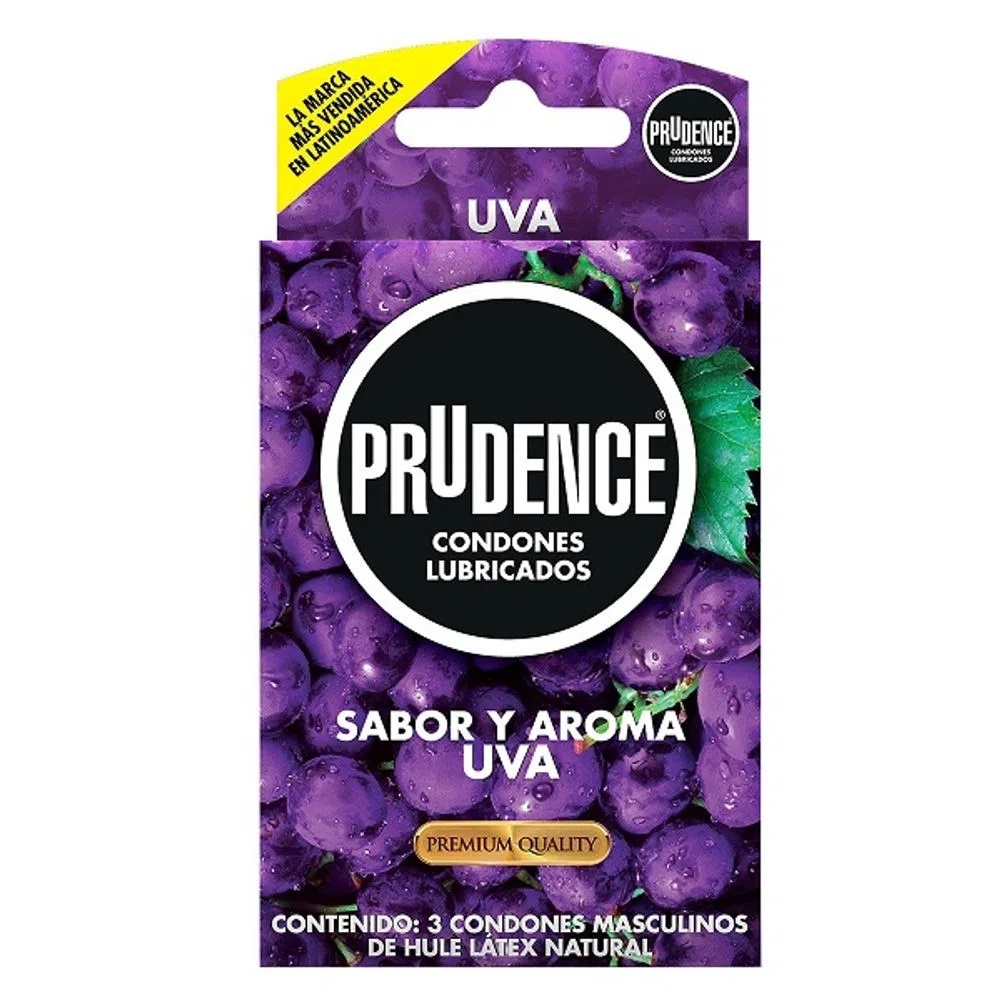 LA MARCA
MÁS VENDIDA
EN LATINOAMÉRICA
PRUDENCE
CONDONES
LUBRICADOS
UVA
PRUDENCE®
CONDONES
LUBRICADOS
SABOR Y AROMA
UVA
PREMIUM QUALITY
CONTENIDO: 3 CONDONES MASCULINOS
DE HULE LÁTEX NATURAL